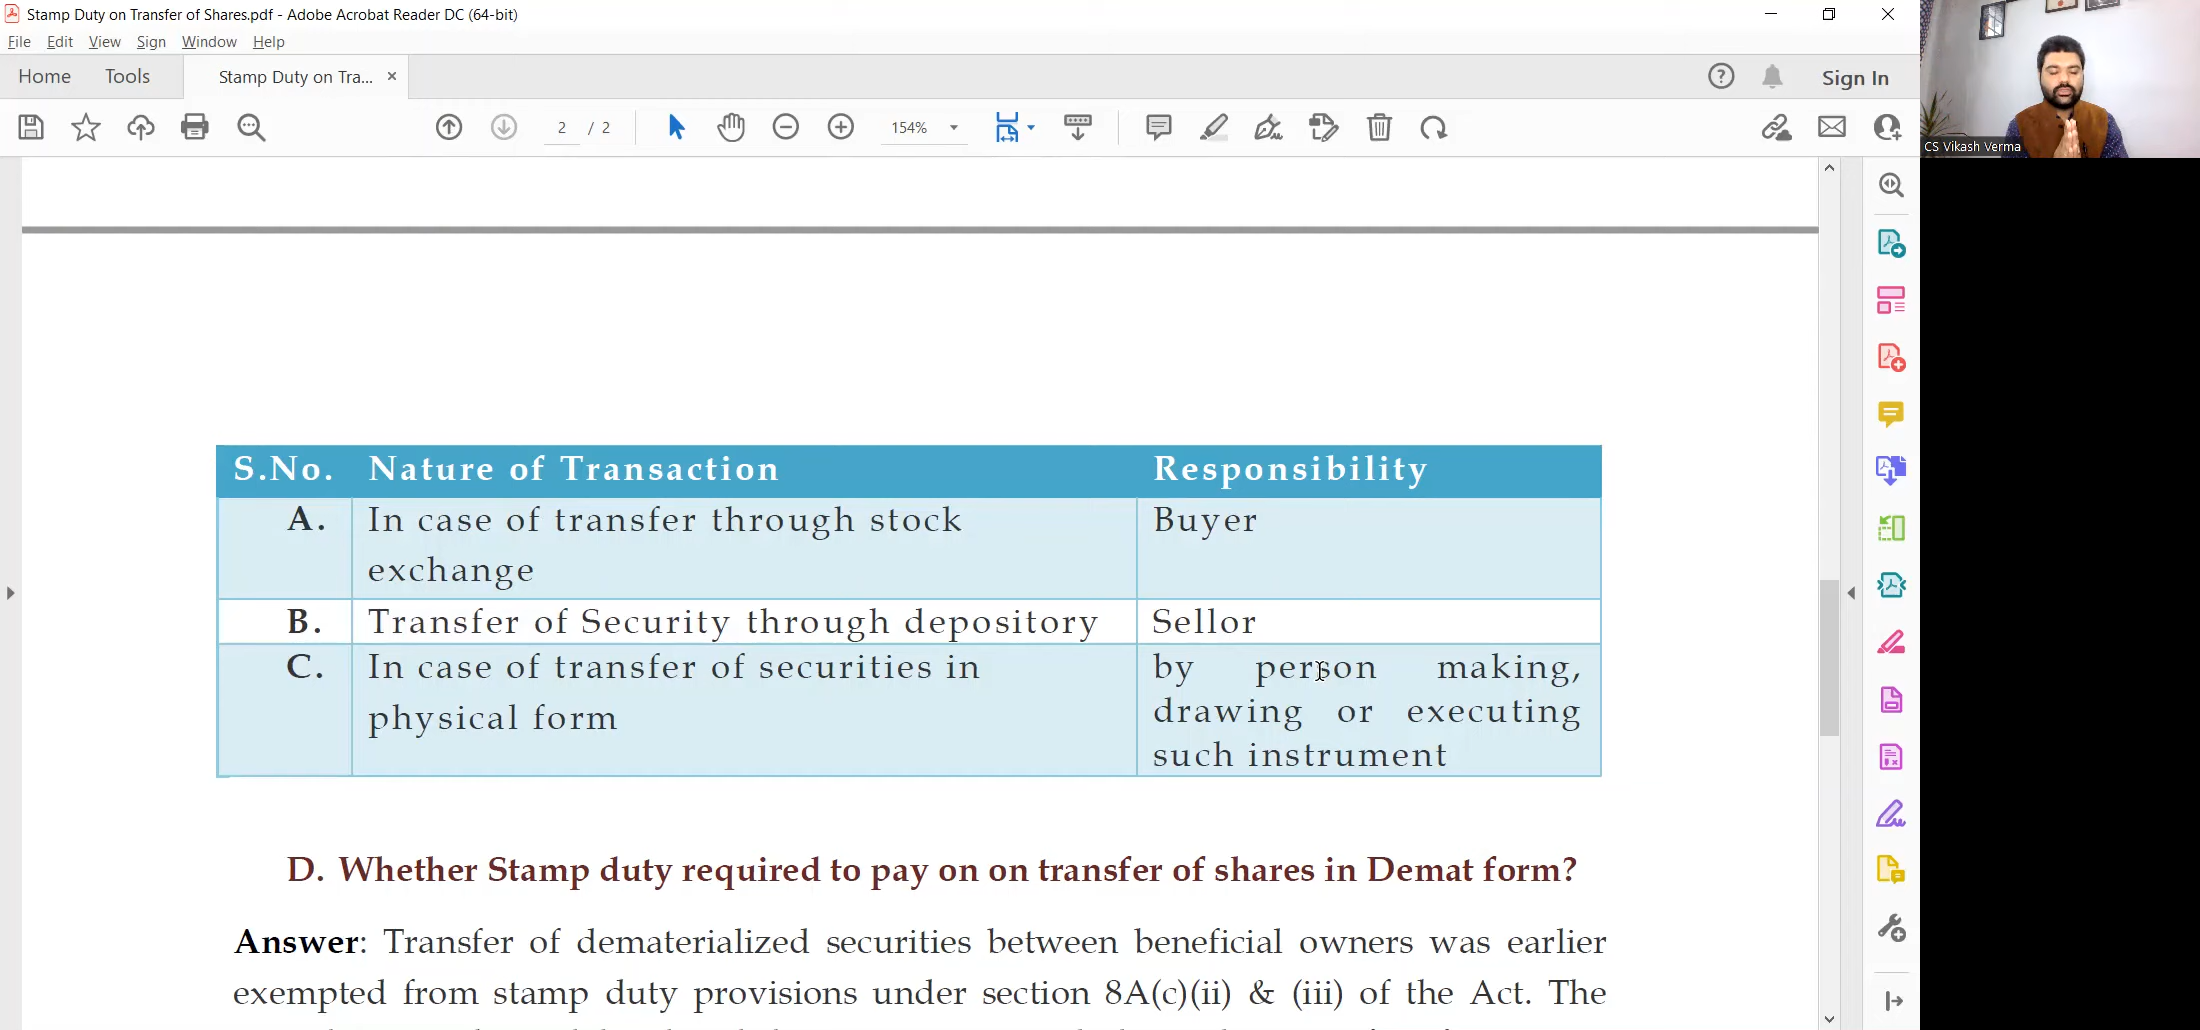 Stamp Duty on Transfer of Shares.pdf - Adobe Acrobat Reader DC (64-bit)
File Edit View Sign Window Help
Home Tools Stamp Duty on Tra... ×
Sign In
2 / 2
154%
CS Vikash Verma
S.No. Nature of Transaction Responsibility
A. In case of transfer through stock Buyer
exchange
B. Transfer of Security through depository Sellor
C. In case of transfer of securities in by person making,
physical form drawing or executing
such instrument
D. Whether Stamp duty required to pay on on transfer of shares in Demat form?
Answer: Transfer of dematerialized securities between beneficial owners was earlier
exempted from stamp duty provisions under section 8A(c)(ii) & (iii) of the Act. The